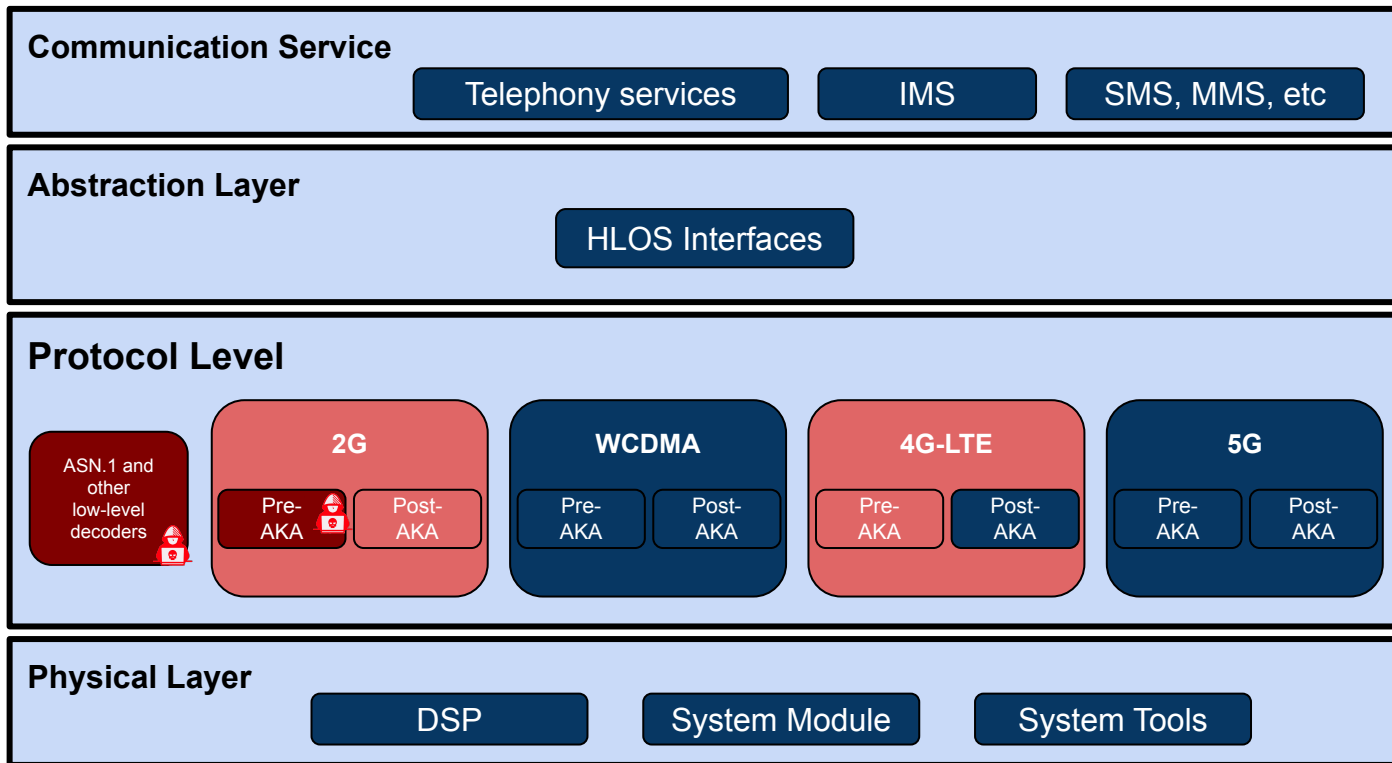 Communication Service
Telephony services
IMS
SMS, MMS, etc
Abstraction Layer
HLOS Interfaces
Protocol Level
ASN.1 and
other
low-level
decoders
2G
Pre-
AKA
Post-
AKA
WCDMA
Pre-
AKA
Post-
AKA
4G-LTE
Pre-
AKA
Post-
AKA
5G
Pre-
AKA
Post-
AKA
Physical Layer
DSP
System Module
System Tools